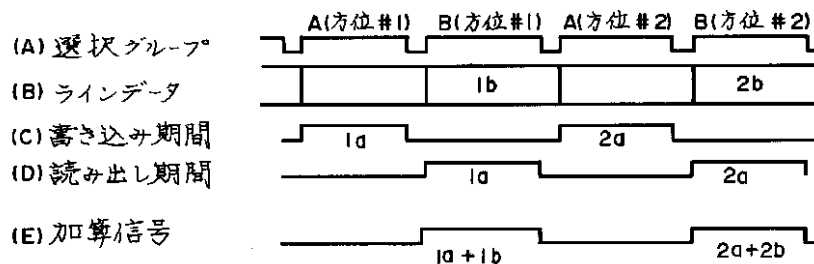 A(方位#1) B(方位#1) A(方位#2) B(方位#2)
(A) 選択グループ
(B) ラインデータ 1b 2b
(C) 書き込み期間 1a 2a
(D) 読み出し期間 1a 2a
(E) 加算信号 1a+1b 2a+2b